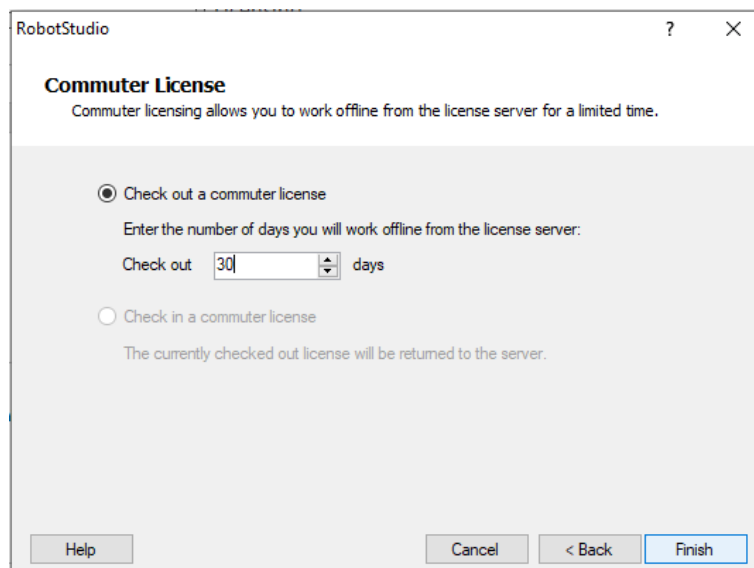 RobotStudio
?
Commuter License
Commuter licensing allows you to work offline from the license server for a limited time.
Check out a commuter license
Enter the number of days you will work offline from the license server:
Check out 30 days
Check in a commuter license
The currently checked out license will be returned to the server.
Help Cancel < Back Finish